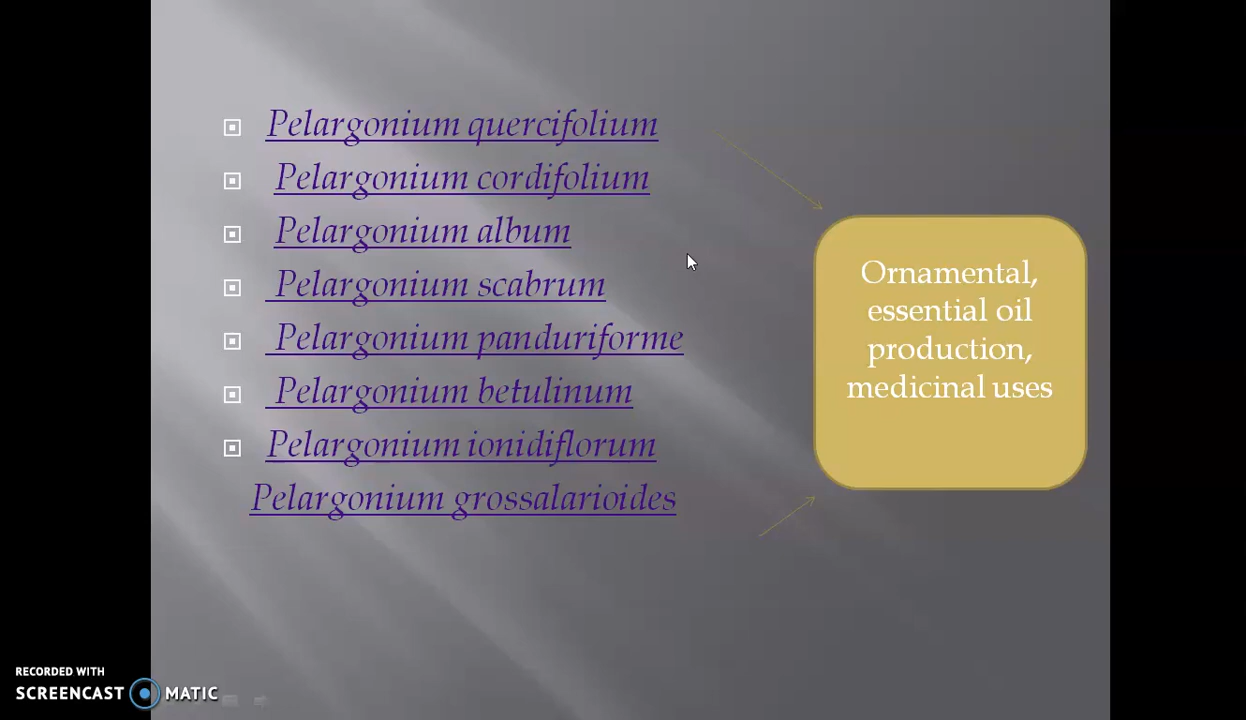 Pelargonium quercifolium
Pelargonium cordifolium
Pelargonium album
Pelargonium scabrum
Pelargonium panduriforme
Pelargonium betulinum
Pelargonium ionidiflorum
Pelargonium grossalarioides
Ornamental,
essential oil
production,
medicinal uses
RECORDED WITH
SCREENCAST MATIC